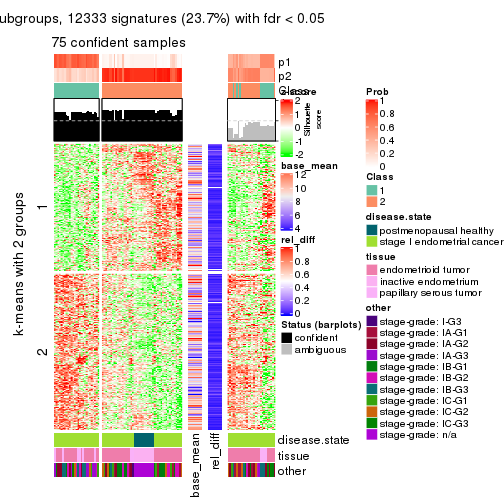 ubgroups, 12333 signatures (23.7%) with fdr < 0.05
75 confident samples
p1
p2
Class
Silhouette
score
k-means with 2 groups
1
2
z-score
2
1
0
-1
-2
base_mean
12
10
8
6
4
rel_diff
1
0.8
0.6
0.4
0.2
0
Status (barplots)
confident
ambiguous
Prob
1
0.8
0.6
0.4
0.2
0
Class
1
2
disease.state
postmenopausal healthy
stage I endometrial cancer
tissue
endometrioid tumor
inactive endometrium
papillary serous tumor
other
stage-grade: I-G3
stage-grade: IA-G1
stage-grade: IA-G2
stage-grade: IA-G3
stage-grade: IB-G1
stage-grade: IB-G2
stage-grade: IB-G3
stage-grade: IC-G1
stage-grade: IC-G2
stage-grade: IC-G3
stage-grade: n/a
disease.state
tissue
other
base_mean
rel_diff